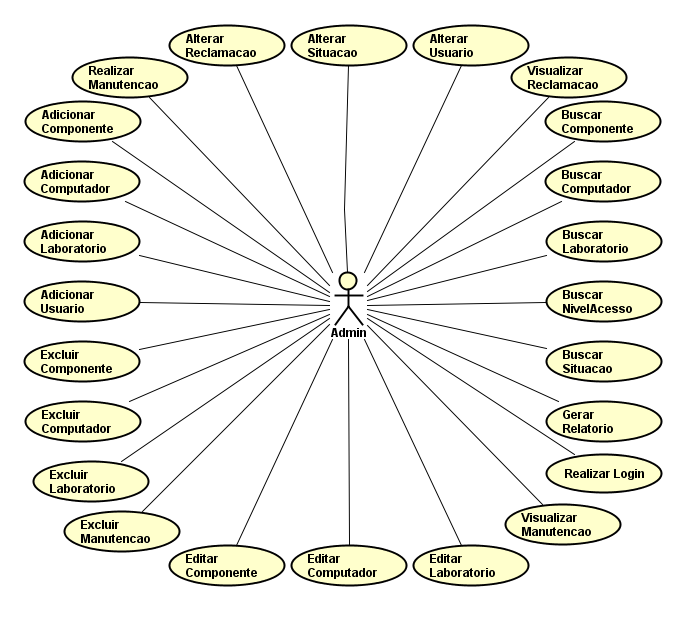 Alterar
Reclamacao
Alterar
Situacao
Alterar
Usuario
Realizar
Manutencao
Visualizar
Reclamacao
Adicionar
Componente
Buscar
Componente
Adicionar
Computador
Buscar
Computador
Adicionar
Laboratorio
Buscar
Laboratorio
Adicionar
Usuario
Buscar
NivelAcesso
Admin
Excluir
Componente
Buscar
Situacao
Excluir
Computador
Gerar
Relatorio
Excluir
Laboratorio
Realizar Login
Excluir
Manutencao
Visualizar
Manutencao
Editar
Componente
Editar
Computador
Editar
Laboratorio